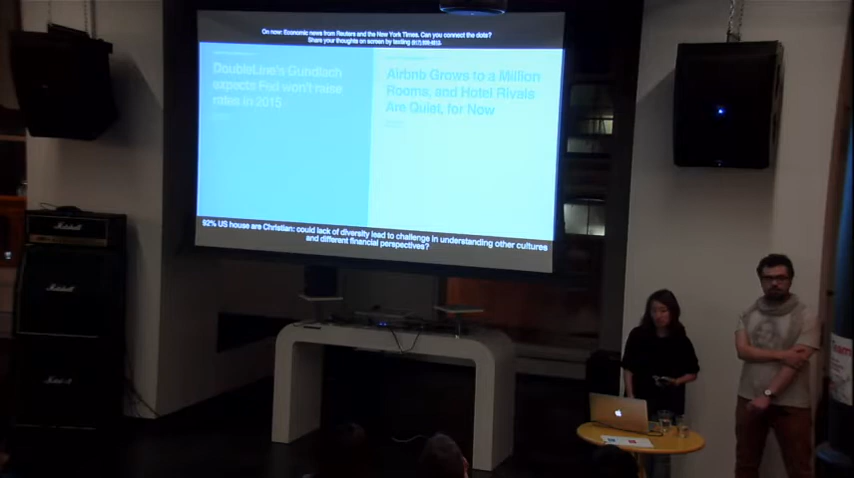 On now: Economic news from Reuters and the New York Times. Can you connect the dots?
Share your thoughts on screen by texting
DoubleLine's Gundlach
expects Fed won't raise
rates in 2015
Airbnb Grows to a Million
Rooms, and Hotel Rivals
Are Quiet, for Now
92% US house are Christian: could lack of diversity lead to challenge in understanding other cultures
and different financial perspectives?
Marshall
Marshall
Marshall